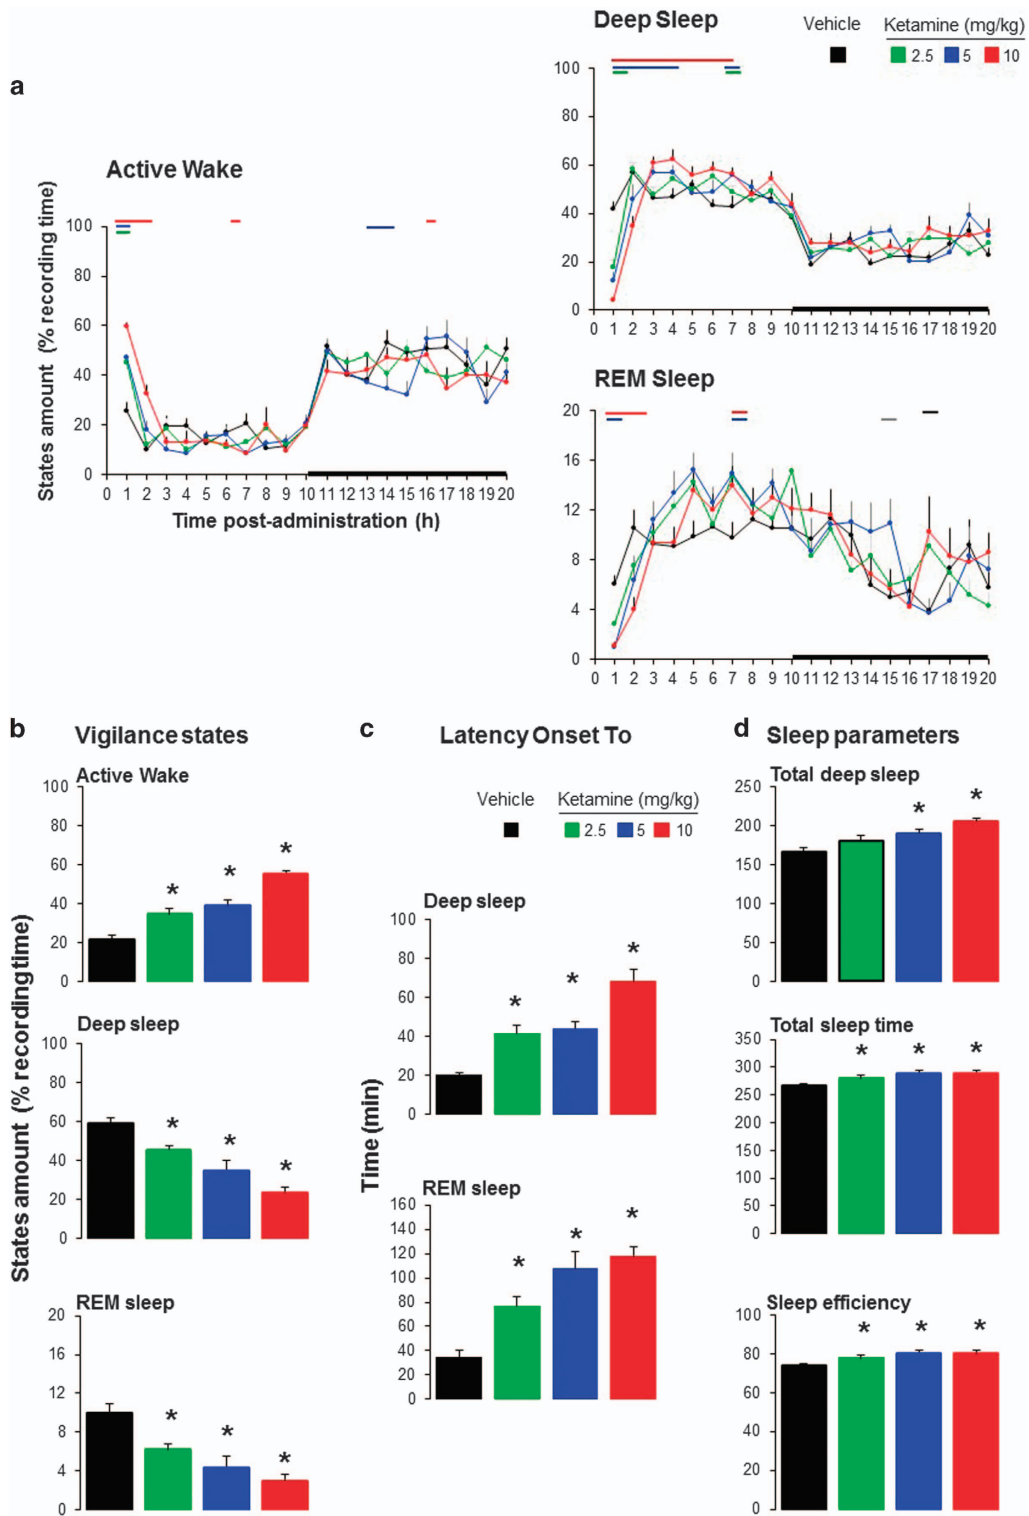 Deep Sleep
Vehicle
Ketamine (mg/kg)
2.5 5 10
a
Active Wake
States amount (% recording time)
100
80
60
40
20
0
0 1 2 3 4 5 6 7 8 9 10 11 12 13 14 15 16 17 18 19 20
Time post-administration (h)
100
80
60
40
20
0
0 1 2 3 4 5 6 7 8 9 10 11 12 13 14 15 16 17 18 19 20
REM Sleep
20
16
12
8
4
0
0 1 2 3 4 5 6 7 8 9 10 11 12 13 14 15 16 17 18 19 20
b Vigilance states
States amount (% recording time)
Active Wake
100
80
60
40
20
0
* * *
Deep sleep
100
80
60
40
20
0
* * *
REM sleep
20
16
12
8
4
0
* * *
c Latency Onset To
Vehicle
Ketamine (mg/kg)
2.5 5 10
Time (min)
Deep sleep
100
80
60
40
20
0
* * *
REM sleep
160
140
120
100
80
60
40
20
0
* * *
d Sleep parameters
Total deep sleep
250
200
150
100
50
0
* *
Total sleep time
350
300
250
200
150
100
50
0
* * *
Sleep efficiency
100
80
60
40
20
0
* * *